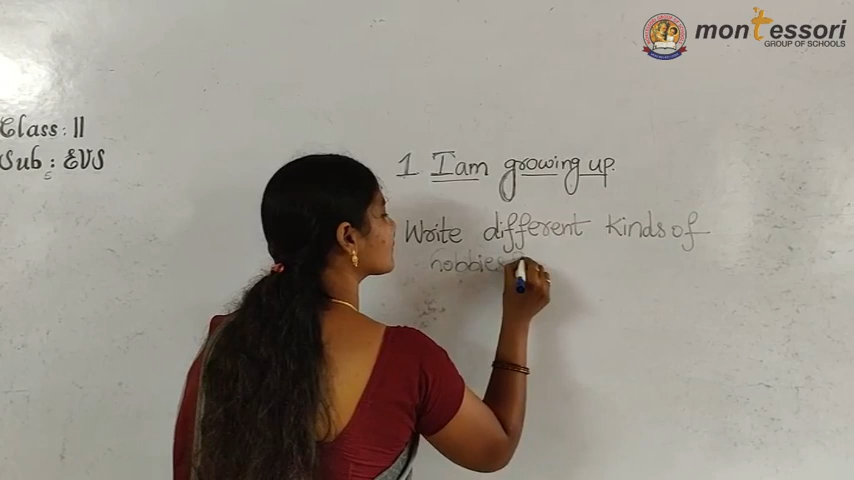 montessori
GROUP OF SCHOOLS
Class : II
Sub : EVS
1 I am growing up.
Write different kinds of
hobbies